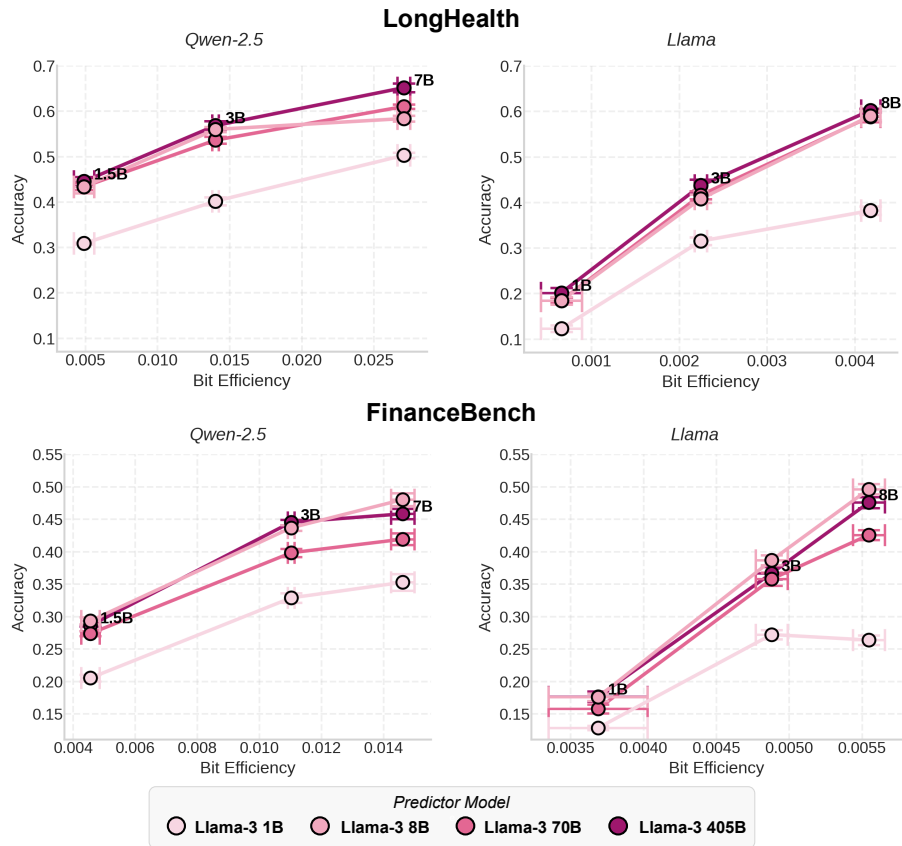 LongHealth
Qwen-2.5
Llama
0.7
0.6
0.5
0.4
0.3
0.2
0.1
Accuracy
7B
3B
1.5B
0.005
0.010
0.015
0.020
0.025
Bit Efficiency
0.7
0.6
0.5
0.4
0.3
0.2
0.1
Accuracy
8B
3B
1B
0.001
0.002
0.003
0.004
Bit Efficiency
FinanceBench
Qwen-2.5
Llama
0.55
0.50
0.45
0.40
0.35
0.30
0.25
0.20
0.15
Accuracy
7B
3B
1.5B
0.004
0.006
0.008
0.010
0.012
0.014
Bit Efficiency
0.55
0.50
0.45
0.40
0.35
0.30
0.25
0.20
0.15
Accuracy
8B
3B
1B
0.0035
0.0040
0.0045
0.0050
0.0055
Bit Efficiency
Predictor Model
Llama-3 1B
Llama-3 8B
Llama-3 70B
Llama-3 405B